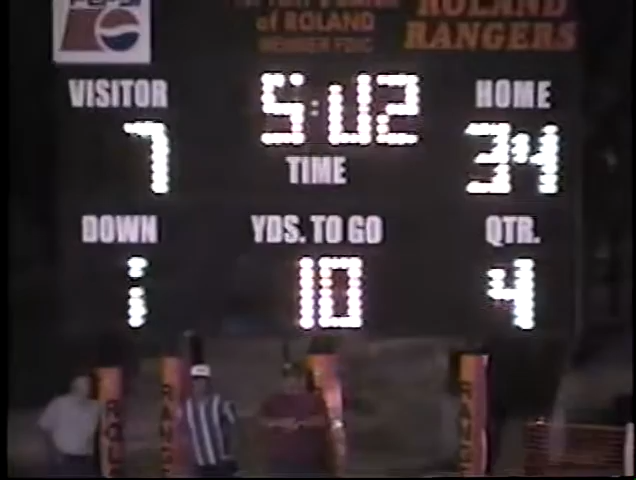 PEPSI
of ROLAND
MEMBER FDIC
ROLAND
RANGERS
VISITOR
5:02
HOME
7
TIME
34
DOWN
YDS. TO GO
QTR.
1
10
4